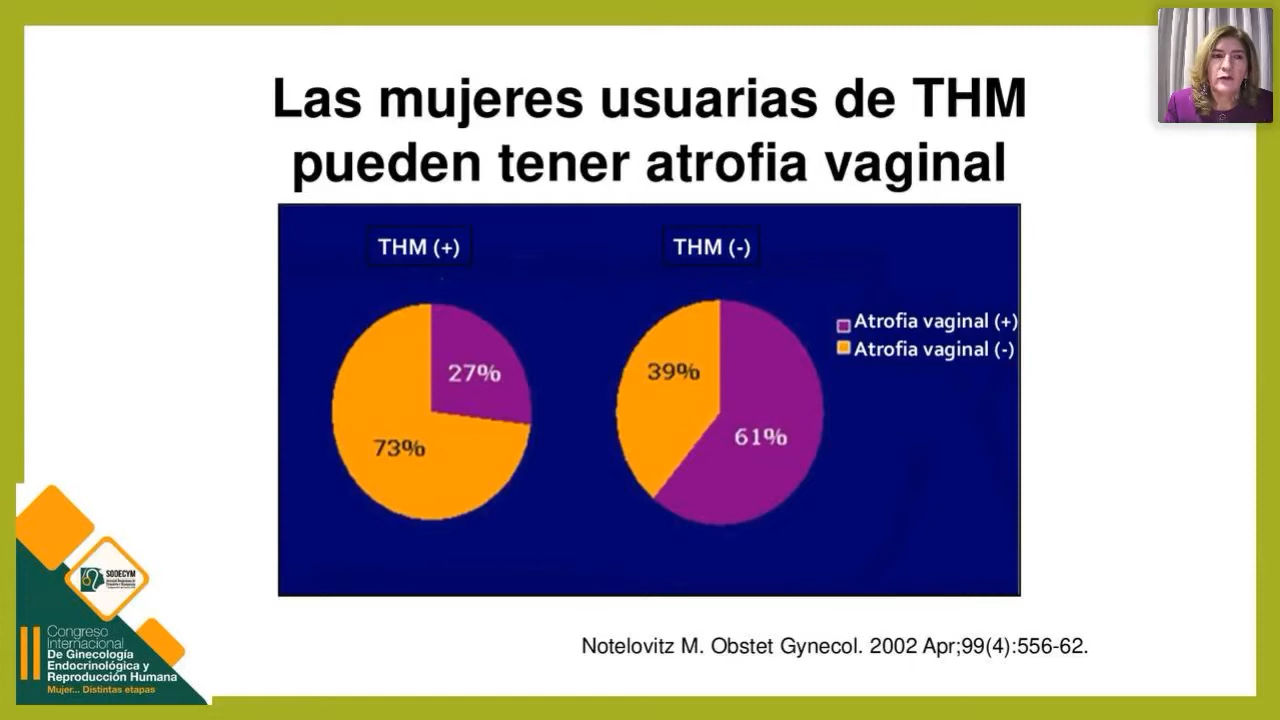 Las mujeres usuarias de THM
pueden tener atrofia vaginal
THM (+)
THM (-)
27%
73%
39%
61%
Atrofia vaginal (+)
Atrofia vaginal (-)
SODECYM
II Congreso
Internacional
De Ginecología
Endocrinológica y
Reproducción Humana
Mujer... Distintas etapas
Notelovitz M. Obstet Gynecol. 2002 Apr;99(4):556-62.